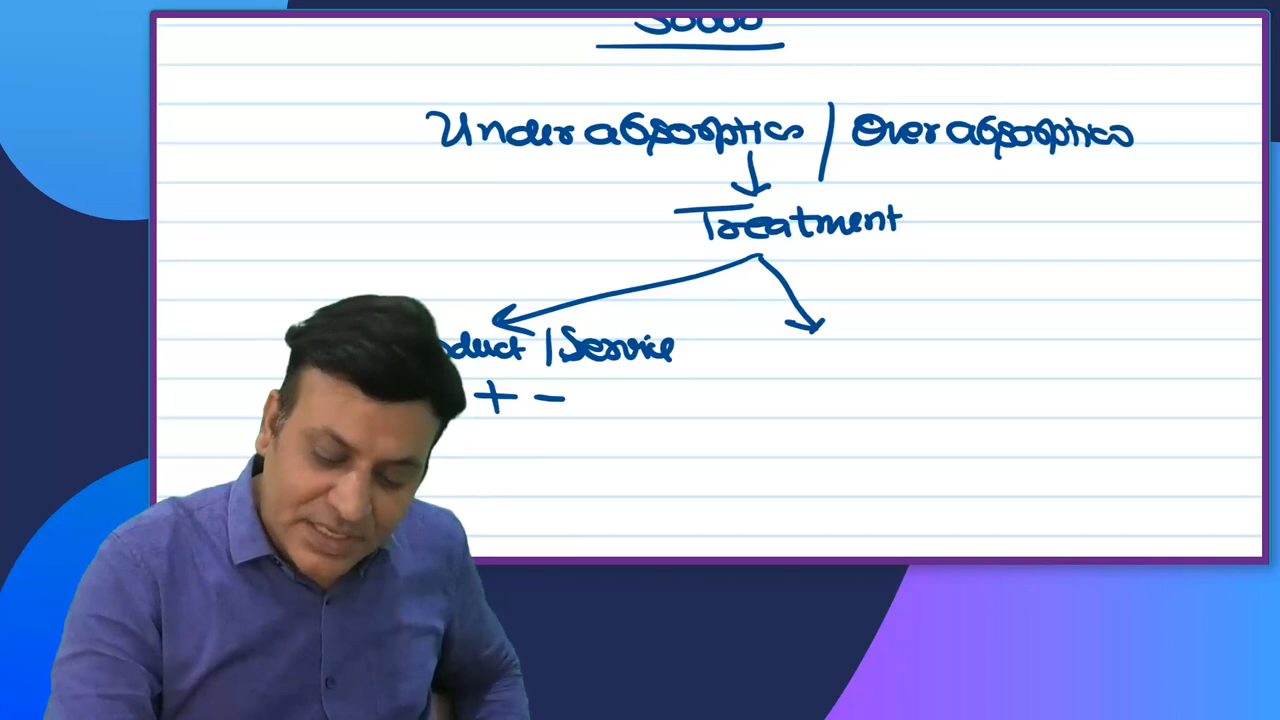 Under absorption / Over absorption
Treatment
duct | Service
+ -